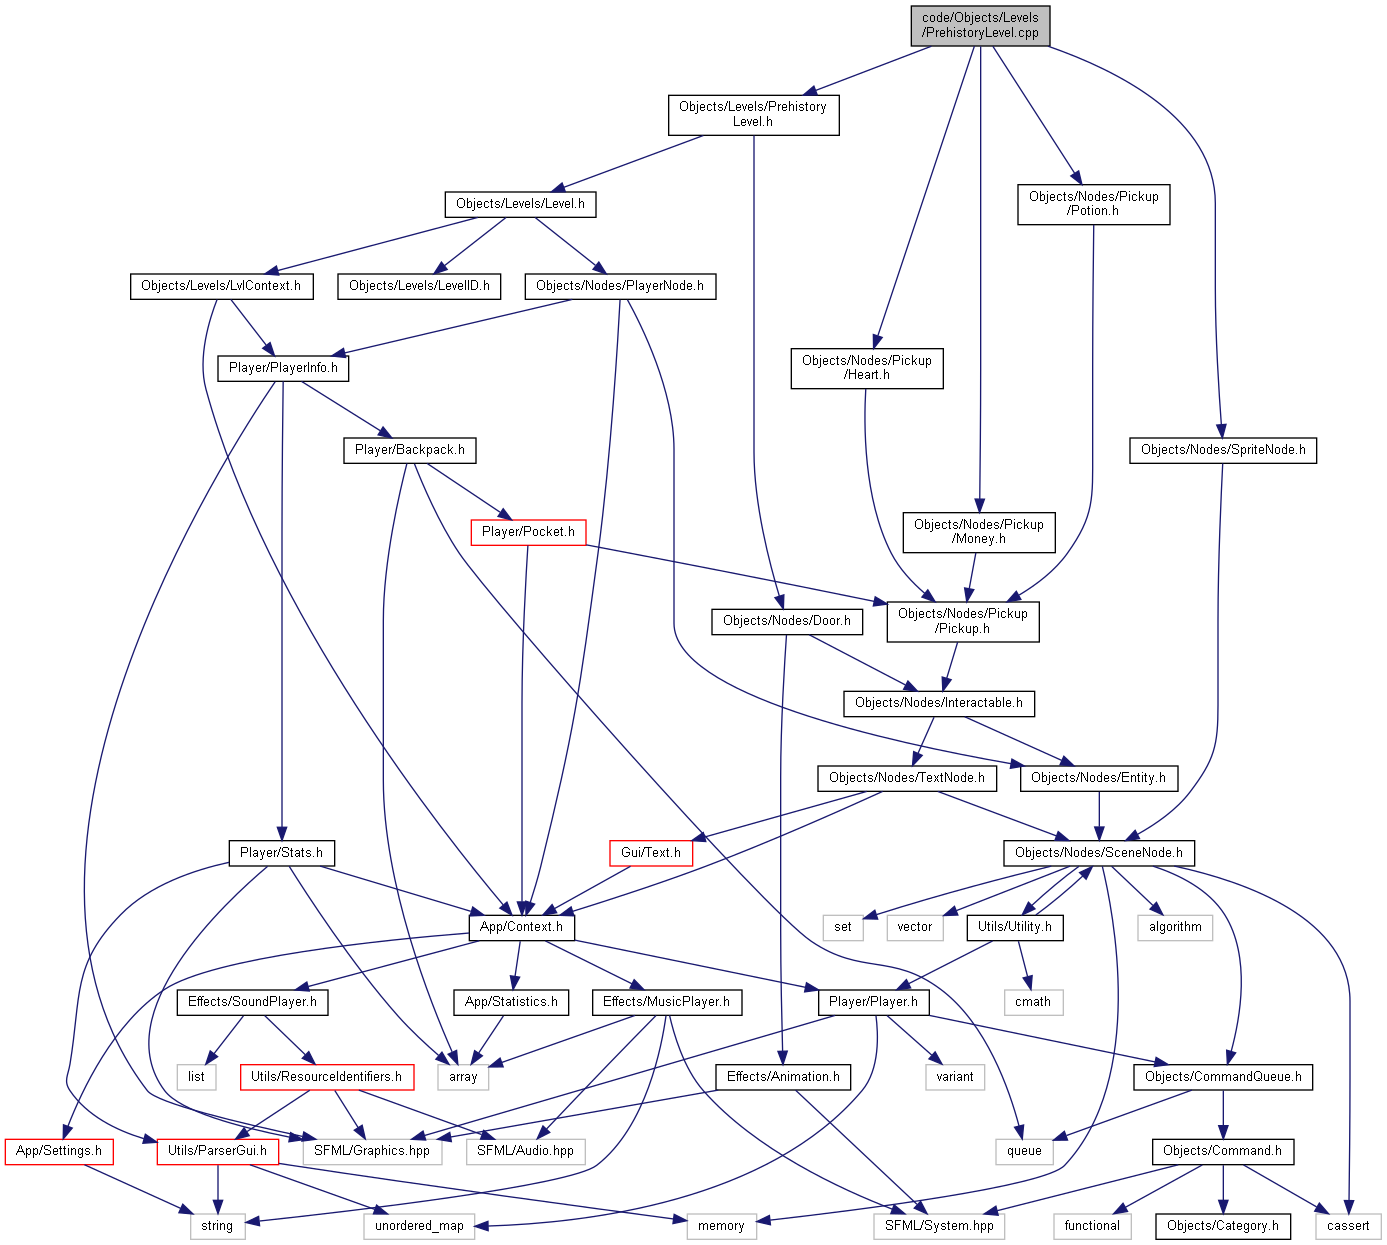 code/Objects/Levels
/PrehistoryLevel.cpp
Objects/Levels/Prehistory
Level.h
Objects/Nodes/Pickup
/Potion.h
Objects/Levels/Level.h
Objects/Levels/LvlContext.h
Objects/Levels/LevelID.h
Objects/Nodes/PlayerNode.h
Player/PlayerInfo.h
Objects/Nodes/Pickup
/Heart.h
Player/Backpack.h
Objects/Nodes/SpriteNode.h
Player/Pocket.h
Objects/Nodes/Pickup
/Money.h
Objects/Nodes/Door.h
Objects/Nodes/Pickup
/Pickup.h
Objects/Nodes/Interactable.h
Objects/Nodes/TextNode.h
Objects/Nodes/Entity.h
Player/Stats.h
Gui/Text.h
Objects/Nodes/SceneNode.h
App/Context.h
set
vector
Utils/Utility.h
algorithm
Effects/SoundPlayer.h
App/Statistics.h
Effects/MusicPlayer.h
Player/Player.h
cmath
list
Utils/ResourceIdentifiers.h
array
Effects/Animation.h
variant
Objects/CommandQueue.h
App/Settings.h
Utils/ParserGui.h
SFML/Graphics.hpp
SFML/Audio.hpp
queue
Objects/Command.h
string
unordered_map
memory
SFML/System.hpp
functional
Objects/Category.h
cassert